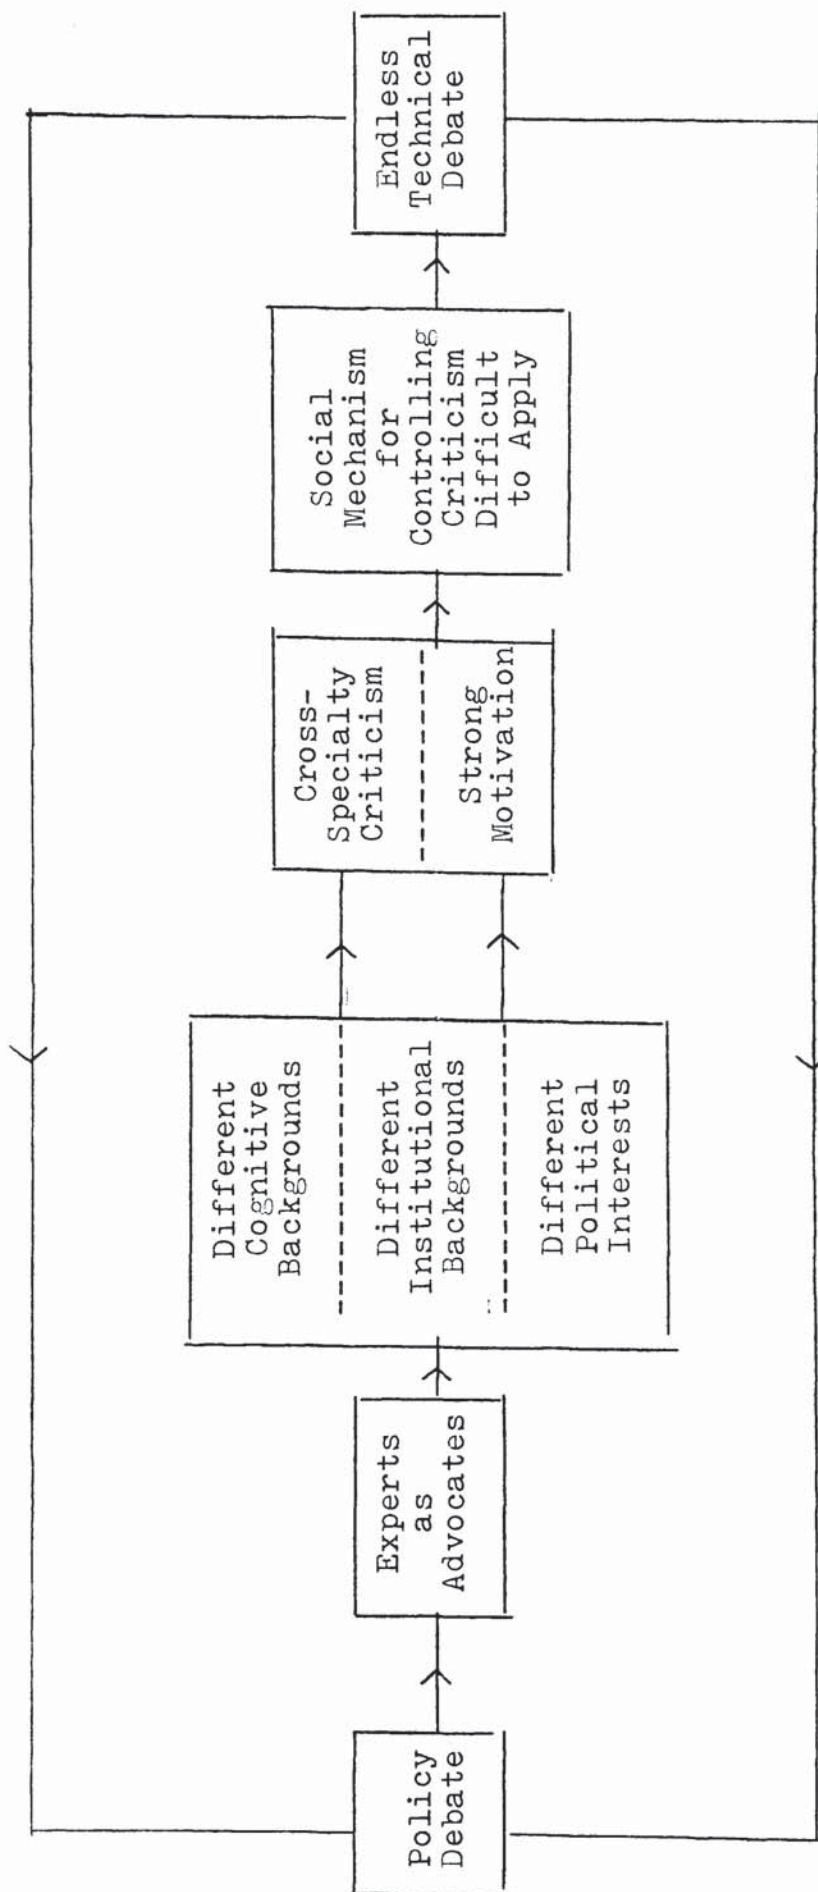 Policy
Debate
Experts
as
Advocates
Different
Cognitive
Backgrounds
Different
Institutional
Backgrounds
Different
Political
Interests
Cross-
Specialty
Criticism
Strong
Motivation
Social
Mechanism
for
Controlling
Criticism
Difficult
to Apply
Endless
Technical
Debate